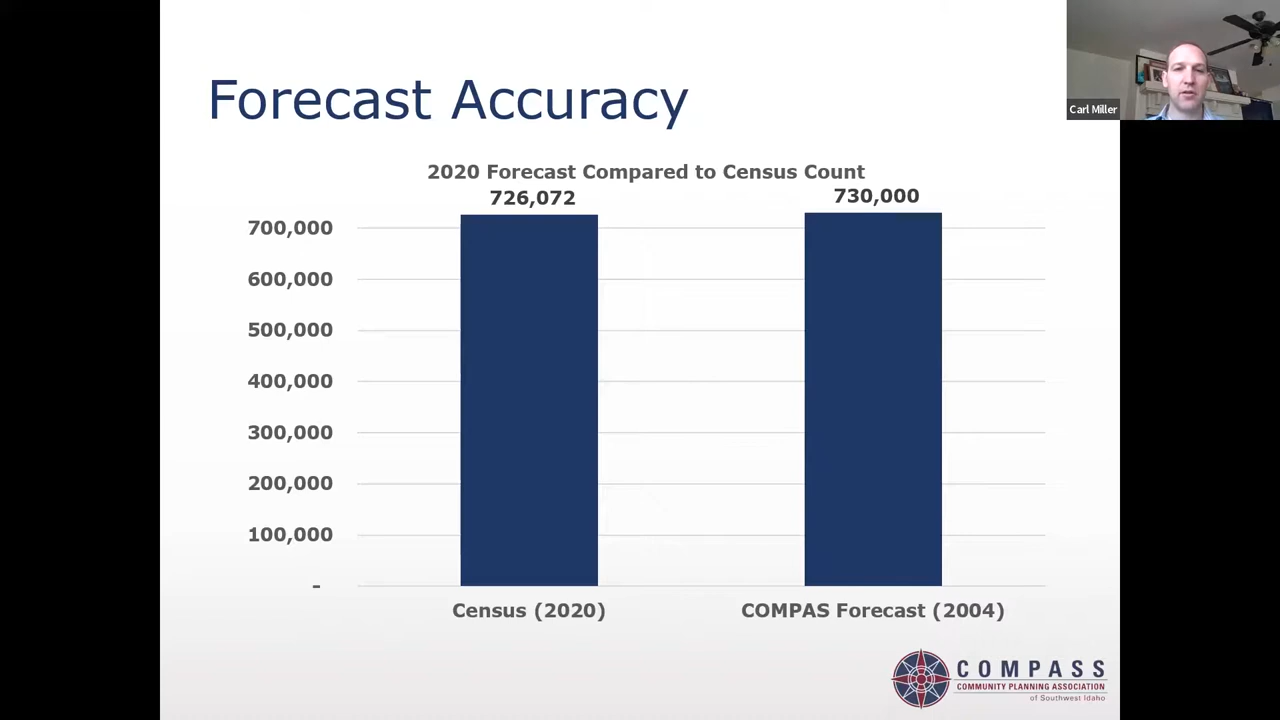 Forecast Accuracy
Carl Miller
2020 Forecast Compared to Census Count
726,072
730,000
700,000
600,000
500,000
400,000
300,000
200,000
100,000
-
Census (2020)
COMPAS Forecast (2004)
COMPASS
COMMUNITY PLANNING ASSOCIATION
of Southwest Idaho